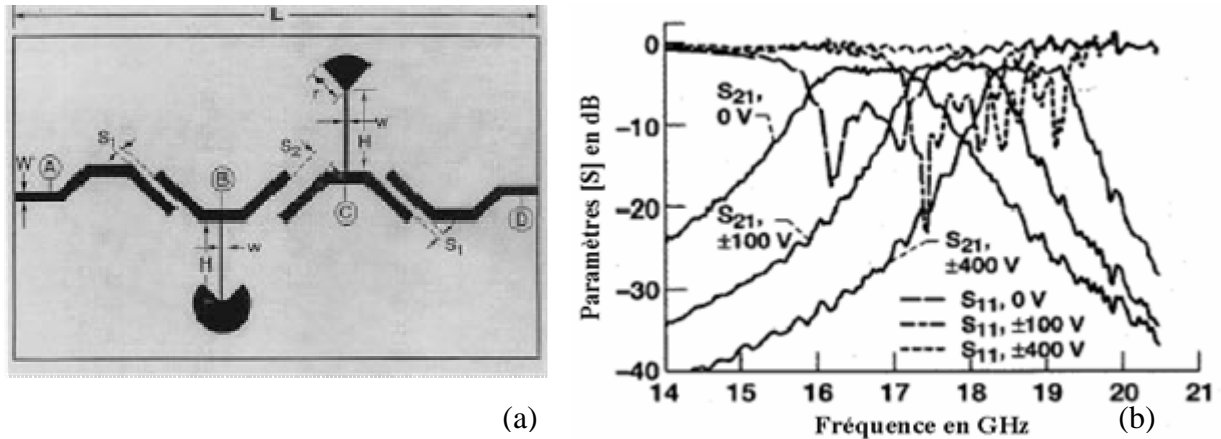 L
r
w
H
S1
S2
W
A
B
C
D
w
H
S1
(a)
Paramètres [S] en dB
0
−10
−20
−30
−40
S21,
0 V
S21,
±100 V
S21,
±400 V
S11, 0 V
S11, ±100 V
S11, ±400 V
14 15 16 17 18 19 20 21
Fréquence en GHz
(b)